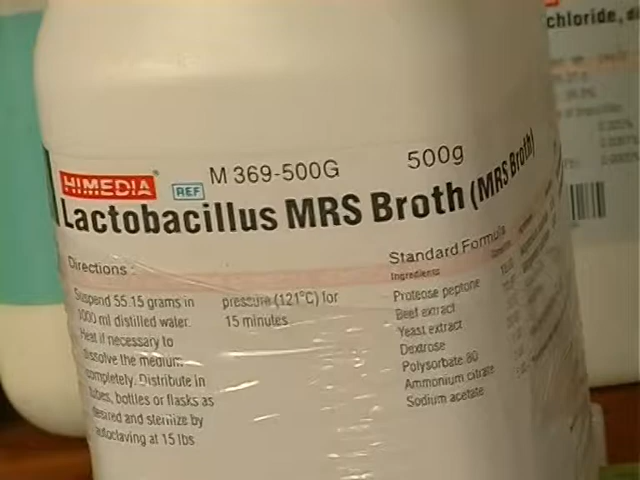 chloride,
HIMEDIA
REF M 369-500G 500g
Lactobacillus MRS Broth (MRS Broth)
Directions :
Suspend 55.15 grams in
1000 ml distilled water.
Heat if necessary to
dissolve the medium
completely. Distribute in
tubes, bottles or flasks as
desired and sterilize by
autoclaving at 15 lbs
pressure (121°C) for
15 minutes
Standard Formula
Ingredients
Proteose peptone
Beef extract
Yeast extract
Dextrose
Polysorbate 80
Ammonium citrate
Sodium acetate